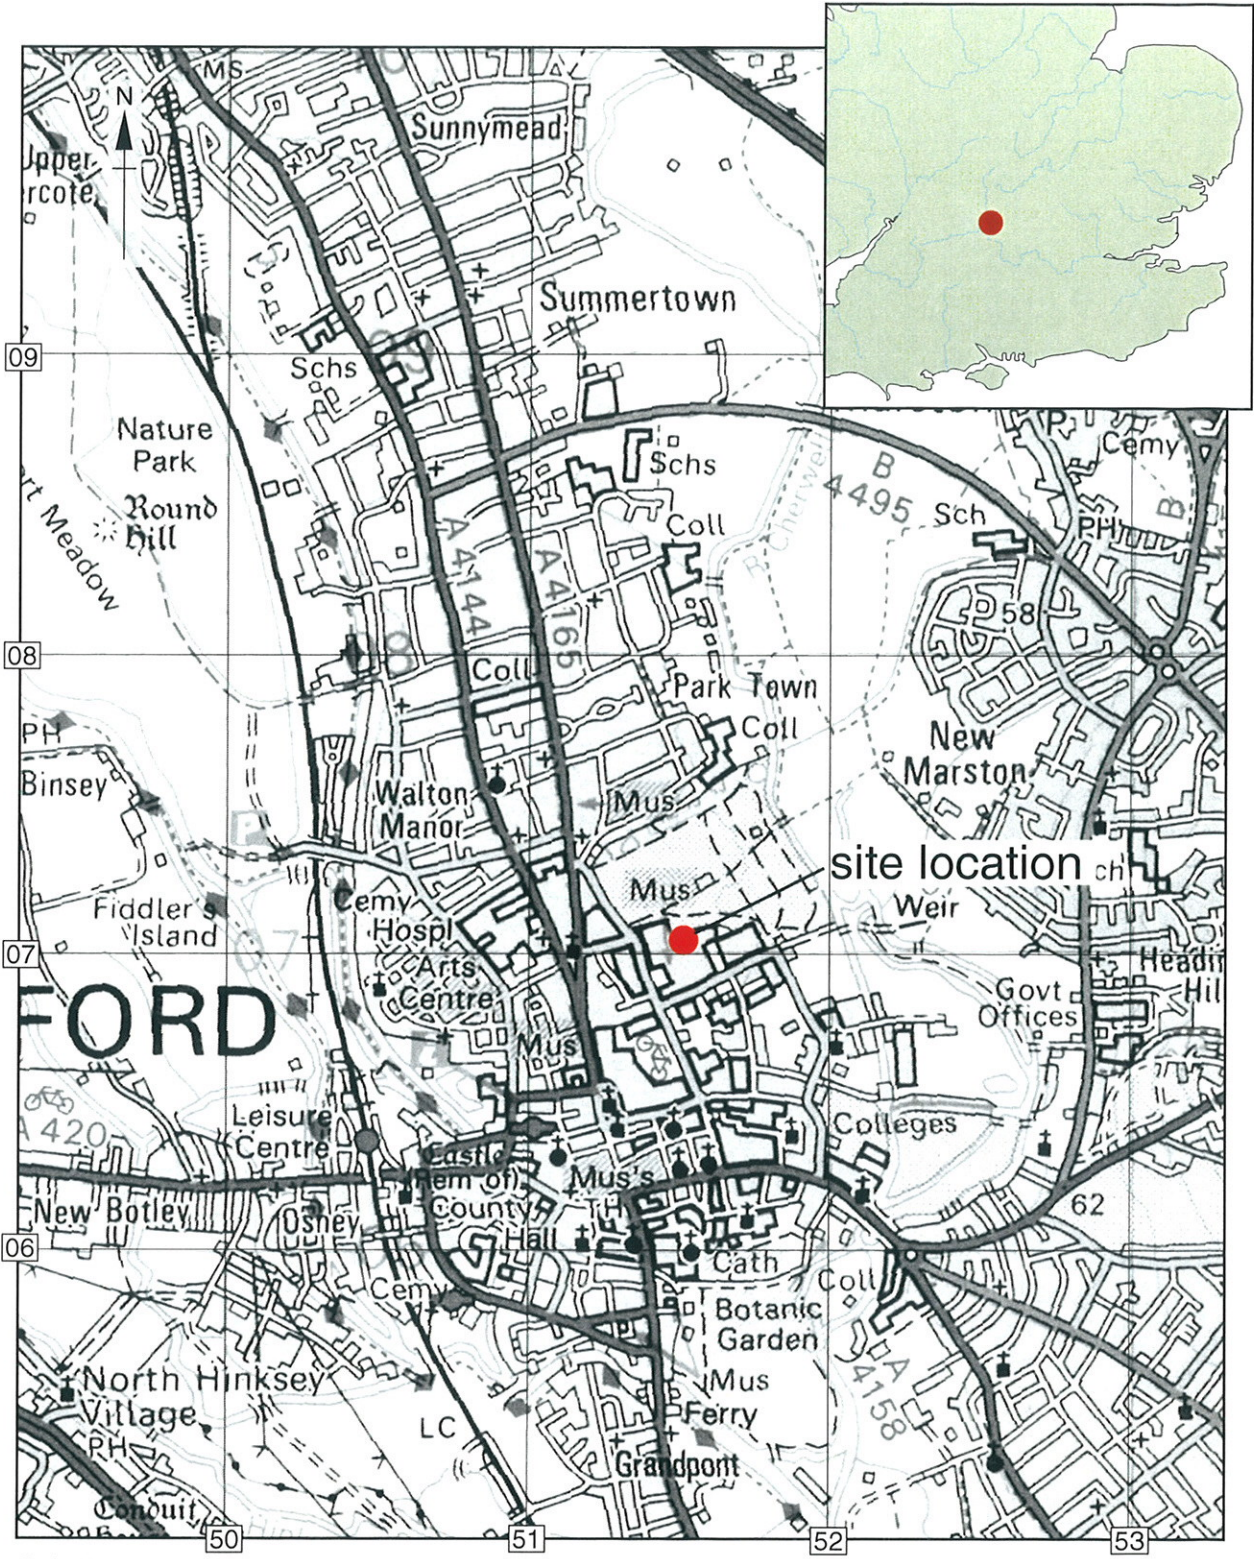 MS
N
Sunnymead
Upper
Summertown
09
Schs
Nature
Park
Cemy
Round
Hill
Schs
B
4495
R Cherwell
B
Meadow
Sch
PH
Coll
A 4144
A 4165
58
08
Coll
Park Town
PH
Coll
New
Marston
Binsey
Walton
Manor
Mus
site location
Mus
Cemy
Weir
Fiddler's
Island
Hospl
07
Arts
Centre
FORD
Govt
Offices
Mus
Leisure
Centre
A 420
Colleges
Castle
(Rem of)
Mus's
County
Hall
TH
New Botley
Osney
62
06
Cath
Coll
Cemy
Botanic
Garden
A
4158
North Hinksey
Village
PH
Mus
Ferry
LC
Grandpont
Conduit
50
51
52
53